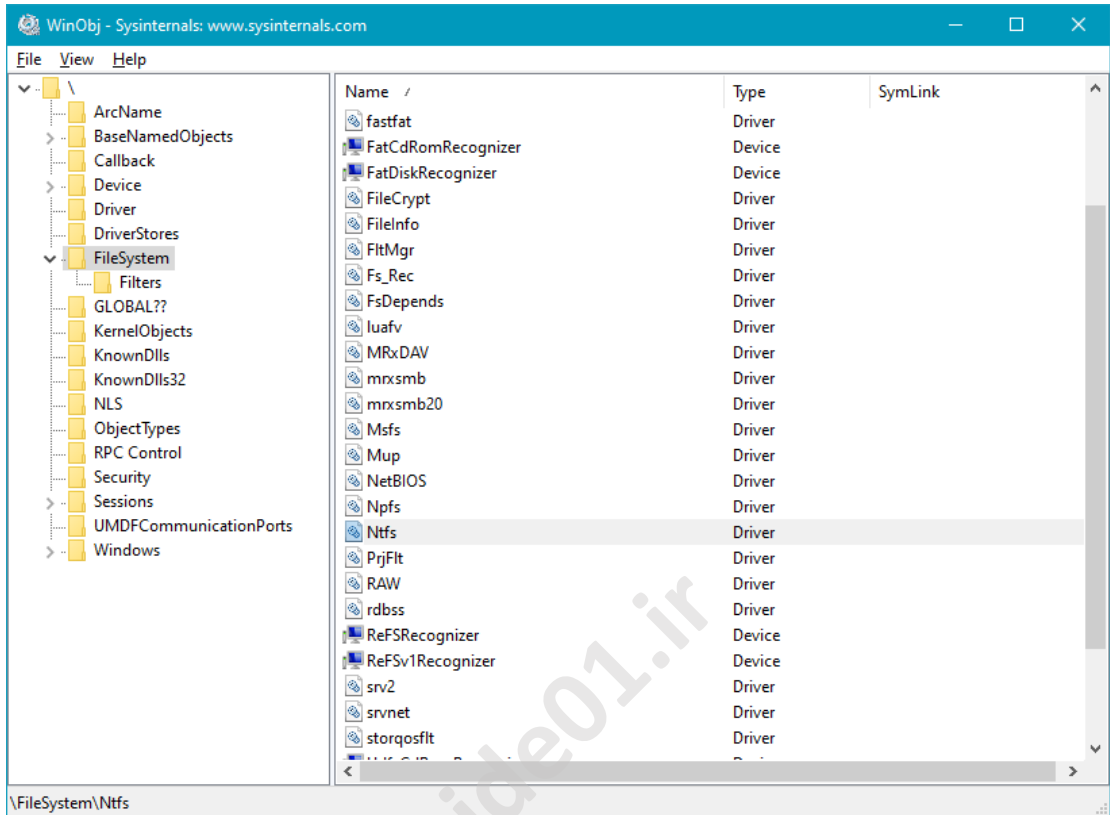 WinObj - Sysinternals: www.sysinternals.com
File View Help
\
ArcName
BaseNamedObjects
Callback
Device
Driver
DriverStores
FileSystem
Filters
GLOBAL??
KernelObjects
KnownDlls
KnownDlls32
NLS
ObjectTypes
RPC Control
Security
Sessions
UMDFCommunicationPorts
Windows
Name Type SymLink
fastfat Driver
FatCdRomRecognizer Device
FatDiskRecognizer Device
FileCrypt Driver
FileInfo Driver
FltMgr Driver
Fs_Rec Driver
FsDepends Driver
luafv Driver
MRxDAV Driver
mrxsmb Driver
mrxsmb20 Driver
Msfs Driver
Mup Driver
NetBIOS Driver
Npfs Driver
Ntfs Driver
PrjFlt Driver
RAW Driver
rdbss Driver
ReFSRecognizer Device
ReFSv1Recognizer Device
srv2 Driver
srvnet Driver
storqosflt Driver
\FileSystem\Ntfs
ide01.ir